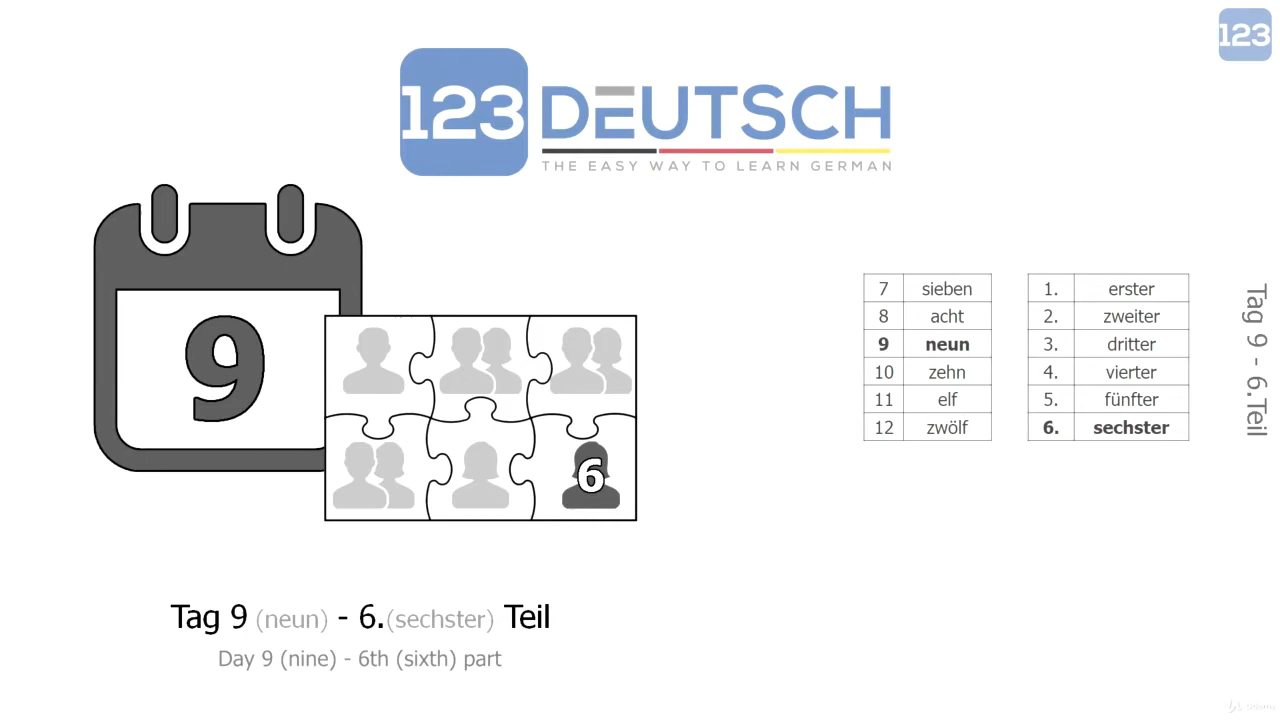 123
123 DEUTSCH
THE EASY WAY TO LEARN GERMAN
9
6
7 sieben
8 acht
9 neun
10 zehn
11 elf
12 zwölf
1. erster
2. zweiter
3. dritter
4. vierter
5. fünfter
6. sechster
Tag 9 - 6.Teil
Tag 9 (neun) - 6.(sechster) Teil
Day 9 (nine) - 6th (sixth) part